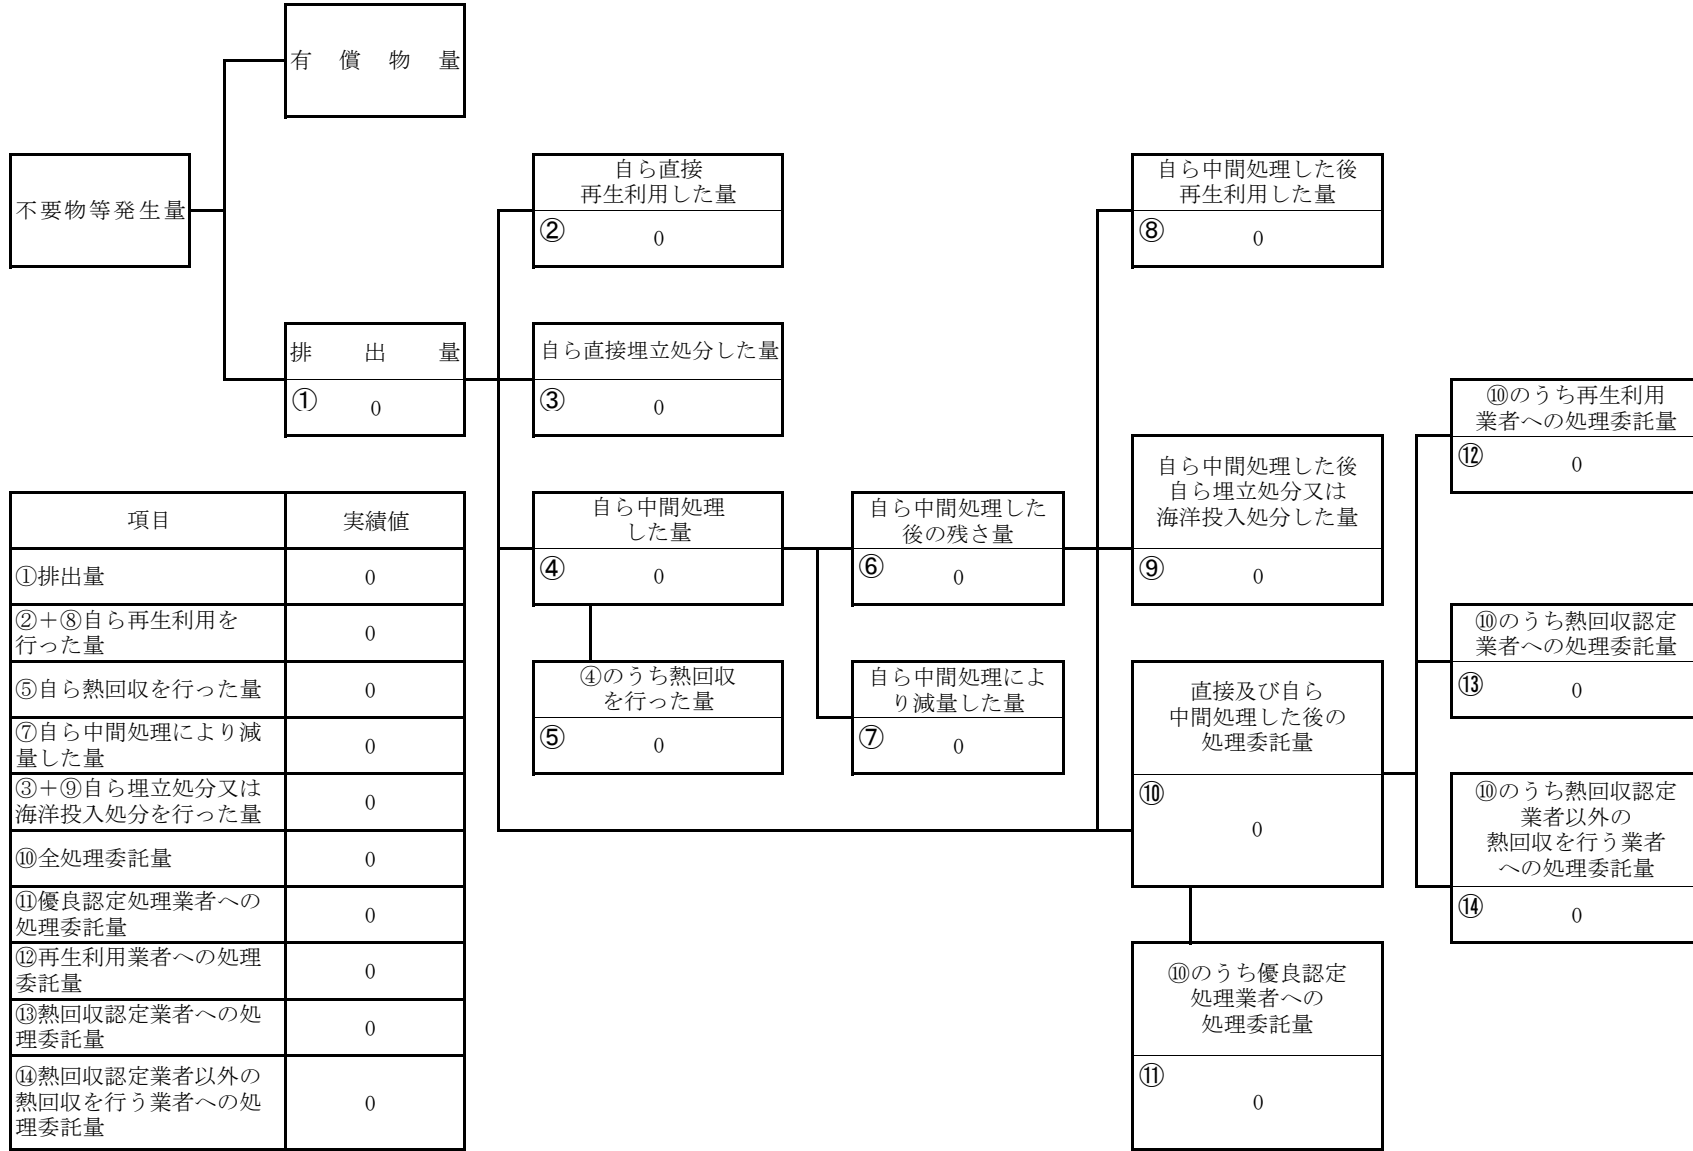 有償物量
不要物等発生量
排出量
①
0
自ら直接
再生利用した量
②
0
自ら直接埋立処分した量
③
0
自ら中間処理
した量
④
0
④のうち熱回収
を行った量
⑤
0
自ら中間処理した
後の残さ量
⑥
0
自ら中間処理によ
り減量した量
⑦
0
自ら中間処理した後
再生利用した量
⑧
0
自ら中間処理した後
自ら埋立処分又は
海洋投入処分した量
⑨
0
直接及び自ら
中間処理した後の
処理委託量
⑩
0
⑩のうち優良認定
処理業者への
処理委託量
⑪
0
⑩のうち再生利用
業者への処理委託量
⑫
0
⑩のうち熱回収認定
業者への処理委託量
⑬
0
⑩のうち熱回収認定
業者以外の
熱回収を行う業者
への処理委託量
⑭
0
項目 実績値
①排出量 0
②＋⑧自ら再生利用を
行った量 0
⑤自ら熱回収を行った量 0
⑦自ら中間処理により減
量した量 0
③＋⑨自ら埋立処分又は
海洋投入処分を行った量 0
⑩全処理委託量 0
⑪優良認定処理業者への
処理委託量 0
⑫再生利用業者への処理
委託量 0
⑬熱回収認定業者への処
理委託量 0
⑭熱回収認定業者以外の
熱回収を行う業者への処
理委託量 0